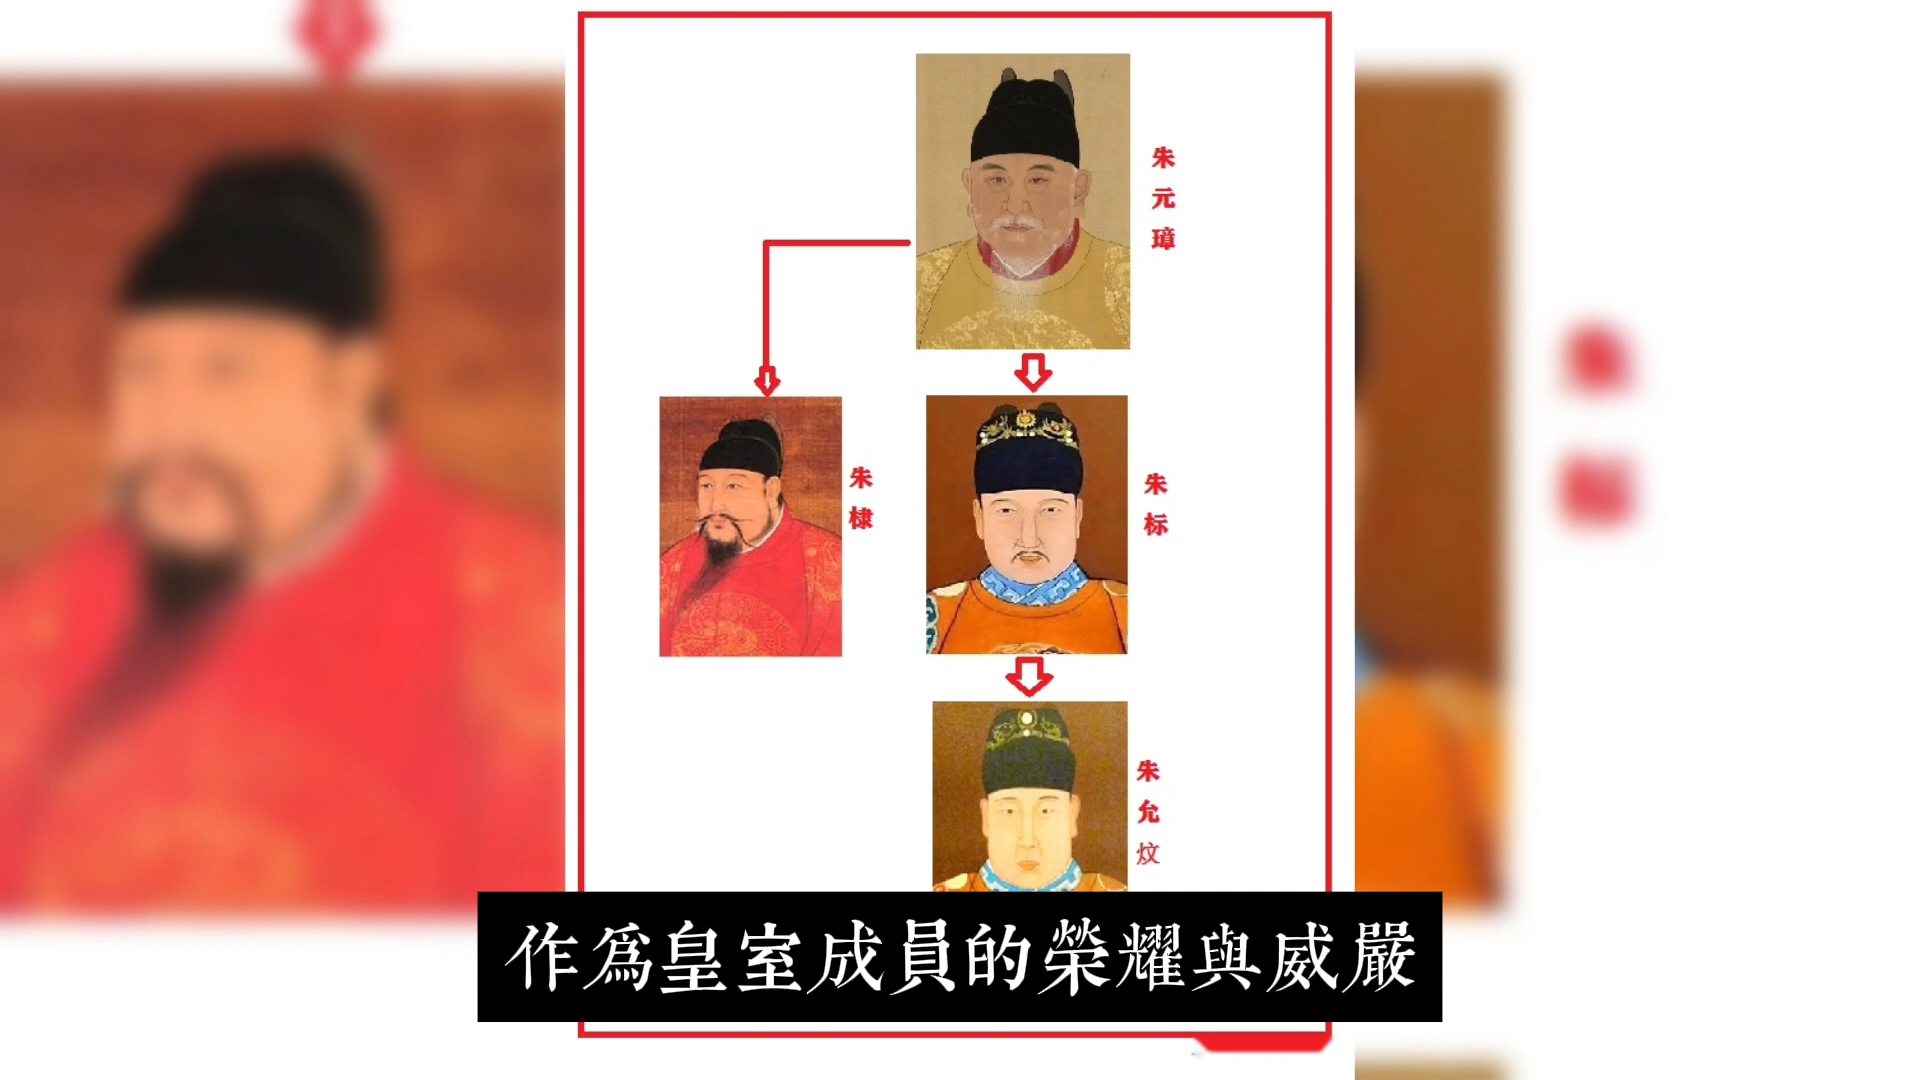 朱元璋
朱棣
朱标
朱允炆
作爲皇室成員的榮耀與威嚴